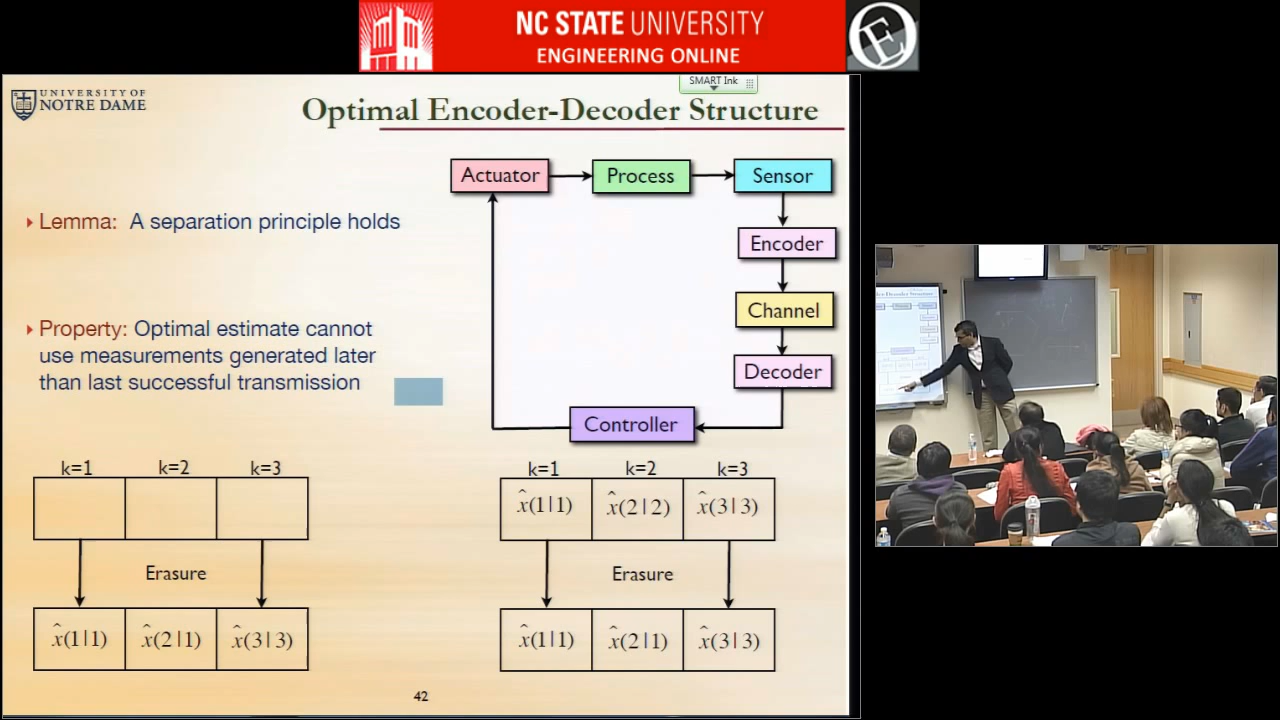 NC STATE UNIVERSITY
ENGINEERING ONLINE
SMART Ink
UNIVERSITY OF
NOTRE DAME
Optimal Encoder-Decoder Structure
Actuator
Process
Sensor
Encoder
Channel
Decoder
Controller
Lemma: A separation principle holds
Property: Optimal estimate cannot
use measurements generated later
than last successful transmission
k=1 k=2 k=3
Erasure
x̂(1|1) x̂(2|1) x̂(3|3)
k=1 k=2 k=3
x̂(1|1) x̂(2|2) x̂(3|3)
Erasure
x̂(1|1) x̂(2|1) x̂(3|3)
42